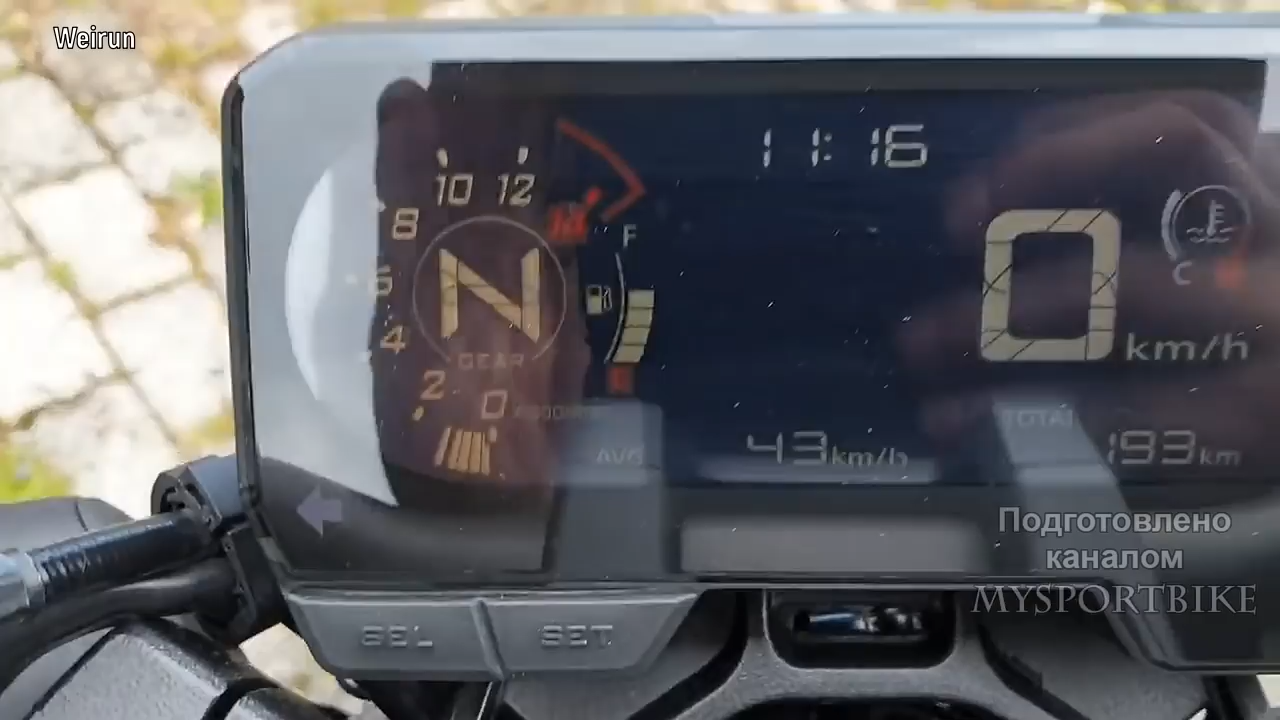 Weirun
11:16
10 12
8
F
6
N
0
C
4
km/h
GEAR
2
0
TOTAL
AVG
43km/h
193km
Подготовлено
каналом
MYSPORTBIKE
SEL
SET